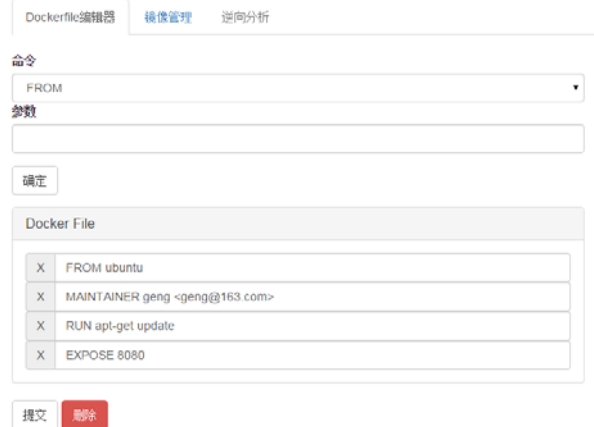 Dockerfile编辑器 镜像管理 逆向分析
命令
FROM
参数
确定
Docker File
X FROM ubuntu
X MAINTAINER geng <geng@163.com>
X RUN apt-get update
X EXPOSE 8080
提交 删除